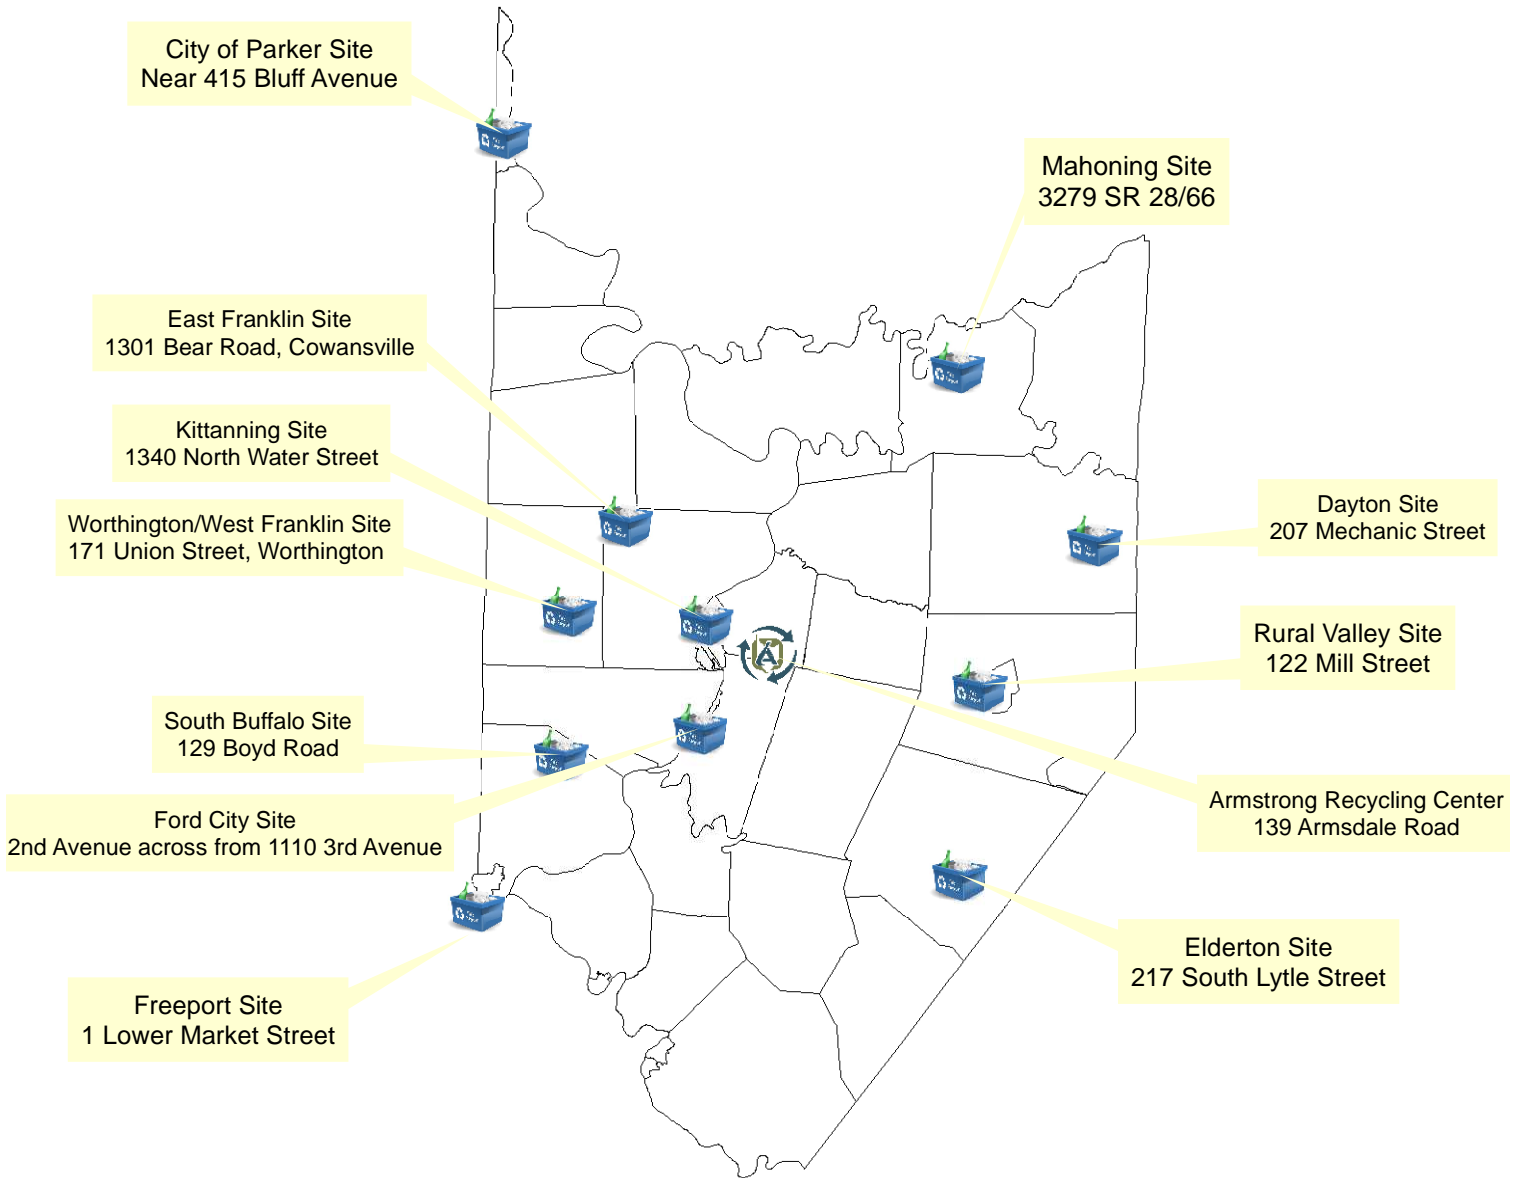 City of Parker Site
Near 415 Bluff Avenue
Mahoning Site
3279 SR 28/66
East Franklin Site
1301 Bear Road, Cowansville
Kittanning Site
1340 North Water Street
Worthington/West Franklin Site
171 Union Street, Worthington
Dayton Site
207 Mechanic Street
Rural Valley Site
122 Mill Street
South Buffalo Site
129 Boyd Road
Ford City Site
2nd Avenue across from 1110 3rd Avenue
Armstrong Recycling Center
139 Armsdale Road
Elderton Site
217 South Lytle Street
Freeport Site
1 Lower Market Street
A